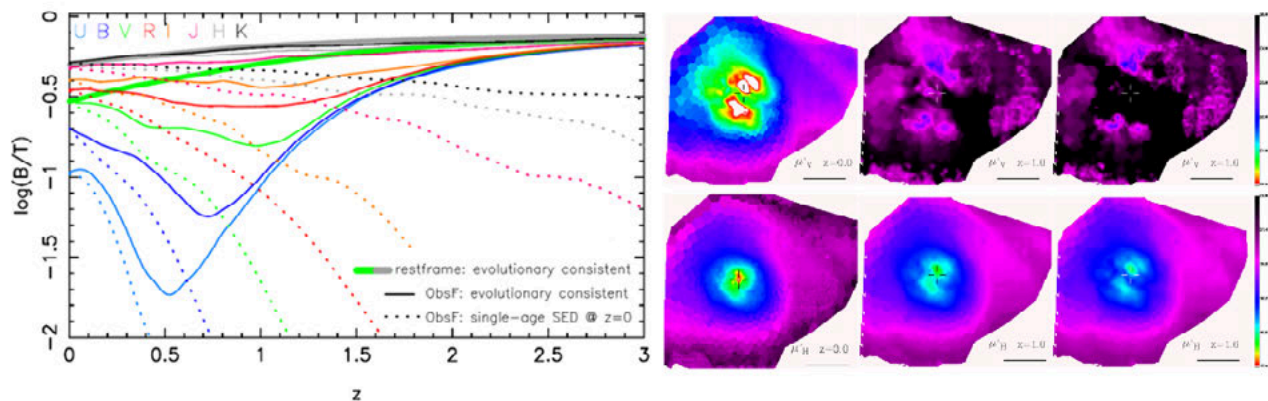 U B V R I J H K
0
−0.5
−1
−1.5
−2
log(B/T)
restframe: evolutionary consistent
ObsF: evolutionary consistent
ObsF: single-age SED @ z=0
0 0.5 1 1.5 2 2.5 3
z
μ'V z=0.0
μ'V z=1.0
μ'V z=1.0
μ'H z=0.0
μ'H z=1.0
μ'H z=1.0